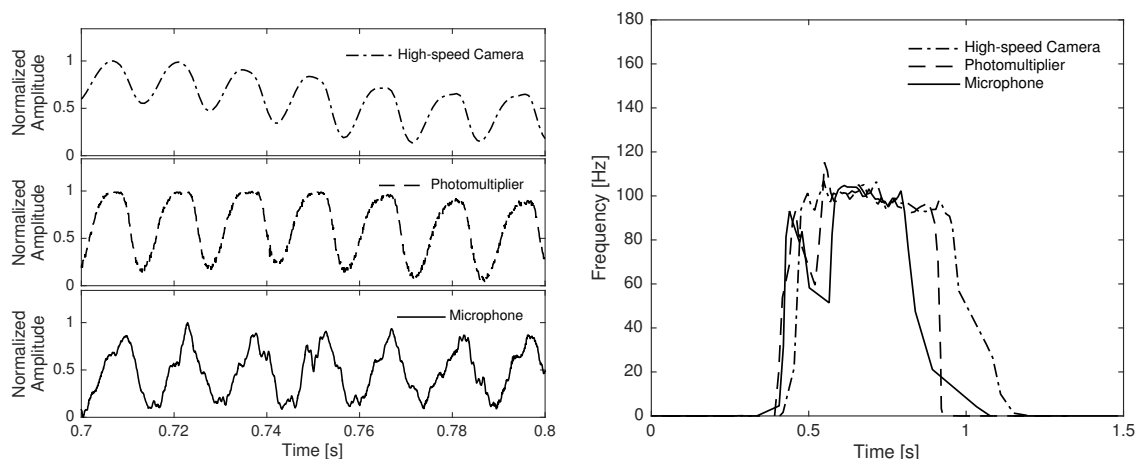 Normalized
Amplitude
1
0.5
0
High-speed Camera
Normalized
Amplitude
1
0.5
0
Photomultiplier
Normalized
Amplitude
1
0.5
0
Microphone
0.7
0.72
0.74
0.76
0.78
0.8
Time [s]
Frequency [Hz]
180
160
140
120
100
80
60
40
20
0
High-speed Camera
Photomultiplier
Microphone
0
0.5
1
1.5
Time [s]